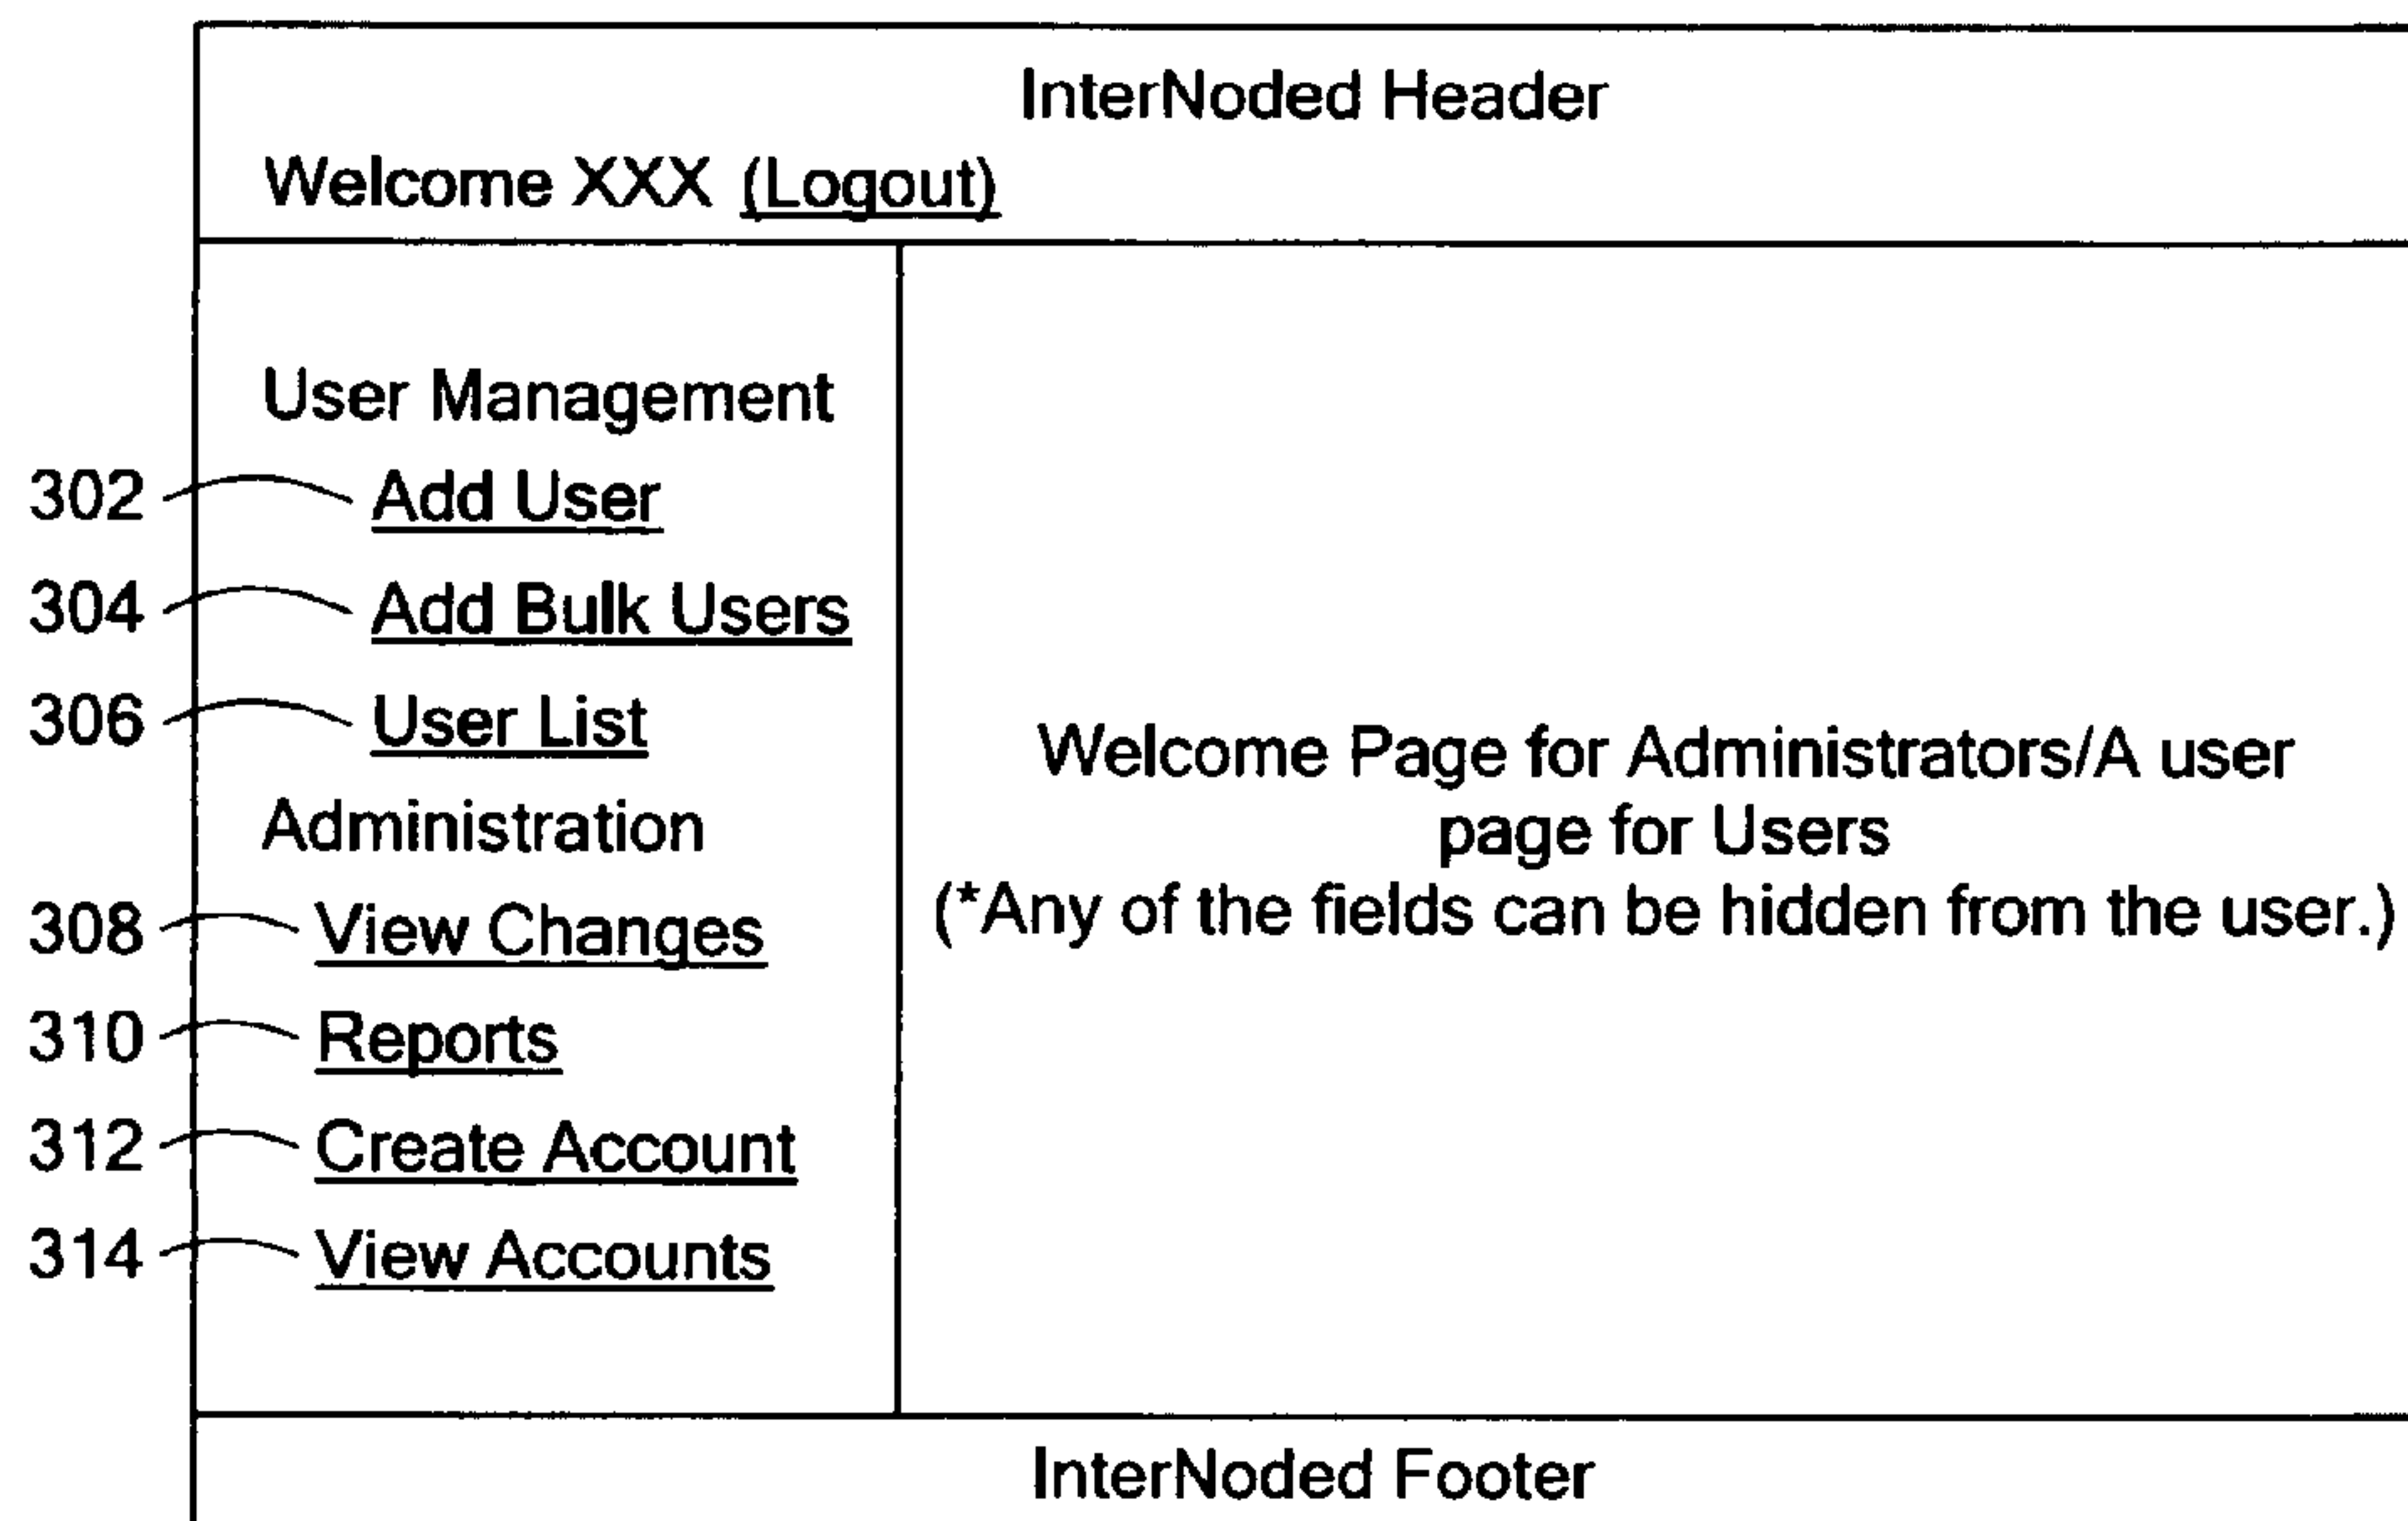 InterNoded Header
Welcome XXX (Logout)
User Management
302 Add User
304 Add Bulk Users
306 User List
Administration
308 View Changes
310 Reports
312 Create Account
314 View Accounts
Welcome Page for Administrators/A user
page for Users
(*Any of the fields can be hidden from the user.)
InterNoded Footer